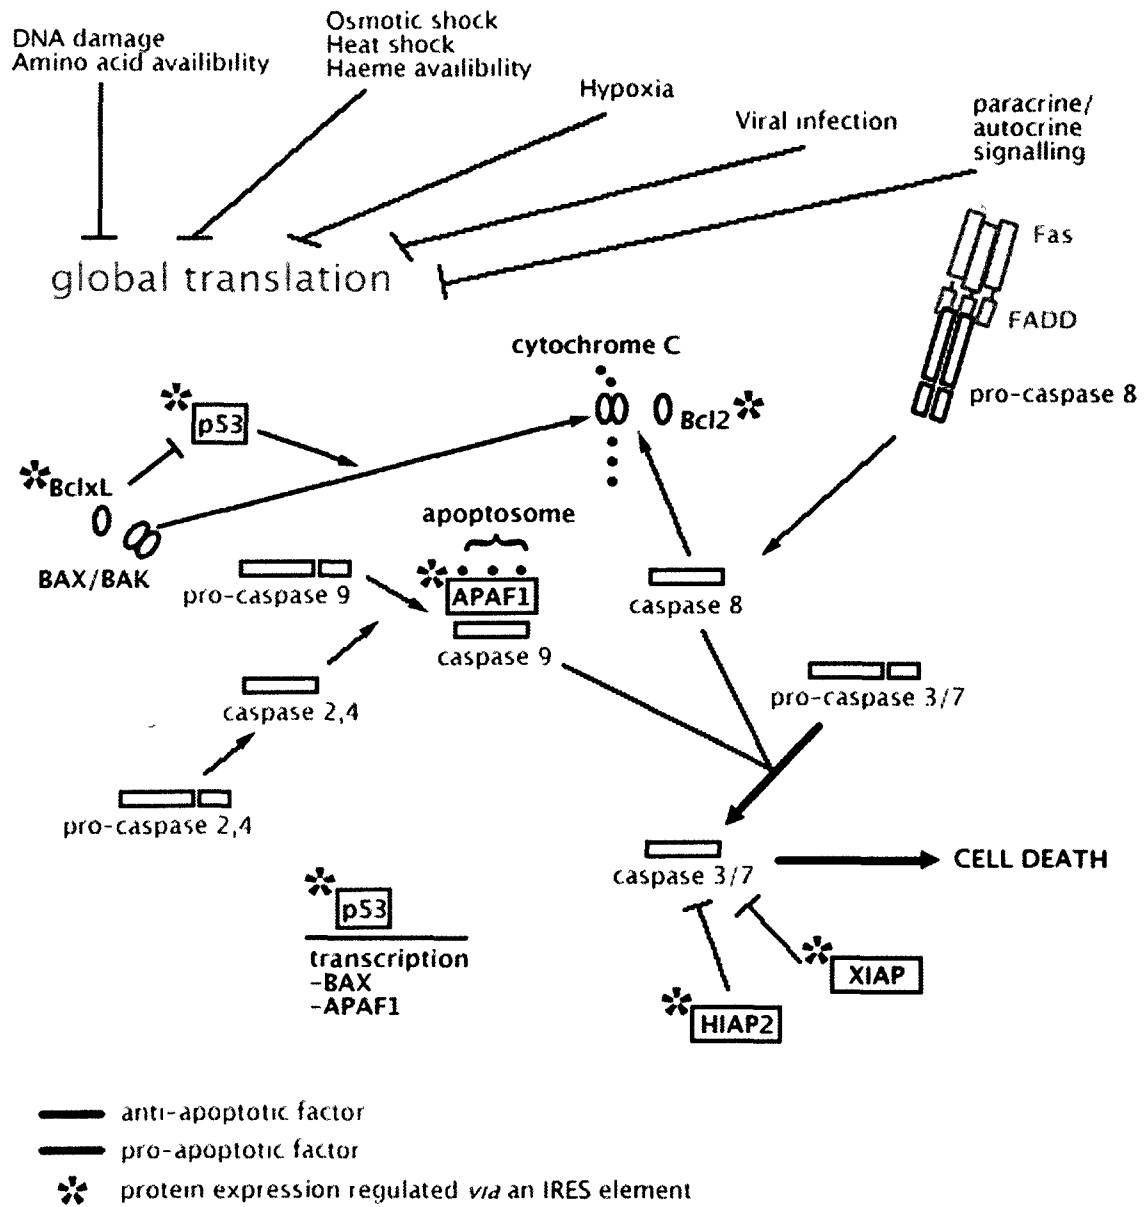 DNA damage
Amino acid availibility
Osmotic shock
Heat shock
Haeme availibility
Hypoxia
Viral infection
paracrine/
autocrine
signalling
global translation
Fas
FADD
pro-caspase 8
cytochrome C
Bcl2
p53
BclxL
BAX/BAK
apoptosome
APAF1
pro-caspase 9
caspase 9
caspase 8
caspase 2,4
pro-caspase 3/7
pro-caspase 2,4
caspase 3/7
CELL DEATH
p53
transcription
-BAX
-APAF1
XIAP
HIAP2
anti-apoptotic factor
pro-apoptotic factor
protein expression regulated via an IRES element